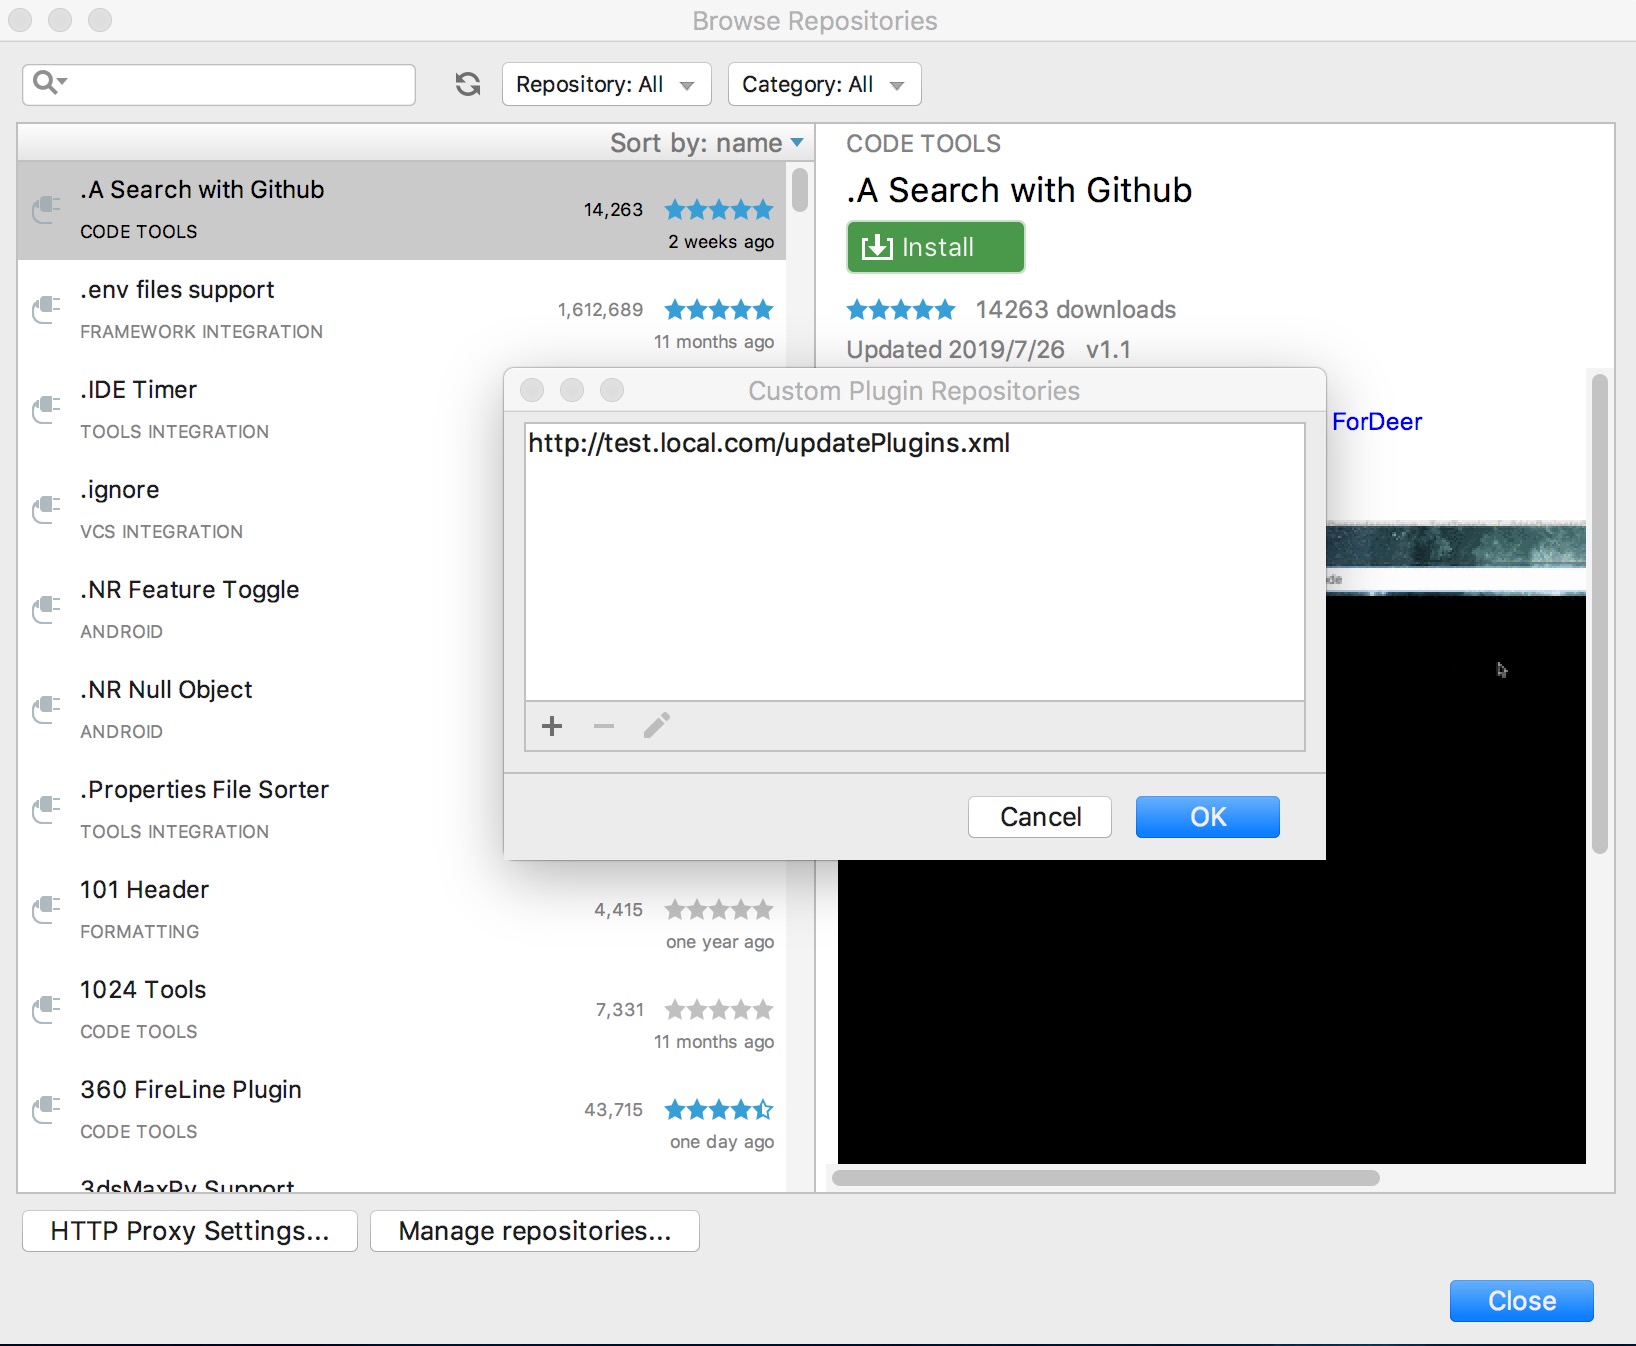 Browse Repositories
Repository: All
Category: All
Sort by: name
.A Search with Github
CODE TOOLS
14,263
2 weeks ago
.env files support
FRAMEWORK INTEGRATION
1,612,689
11 months ago
.IDE Timer
TOOLS INTEGRATION
.ignore
VCS INTEGRATION
.NR Feature Toggle
ANDROID
.NR Null Object
ANDROID
.Properties File Sorter
TOOLS INTEGRATION
101 Header
FORMATTING
4,415
one year ago
1024 Tools
CODE TOOLS
7,331
11 months ago
360 FireLine Plugin
CODE TOOLS
43,715
one day ago
3dsMaxPy Support
CODE TOOLS
.A Search with Github
Install
14263 downloads
Updated 2019/7/26 v1.1
ForDeer
Custom Plugin Repositories
http://test.local.com/updatePlugins.xml
Cancel
OK
HTTP Proxy Settings...
Manage repositories...
Close